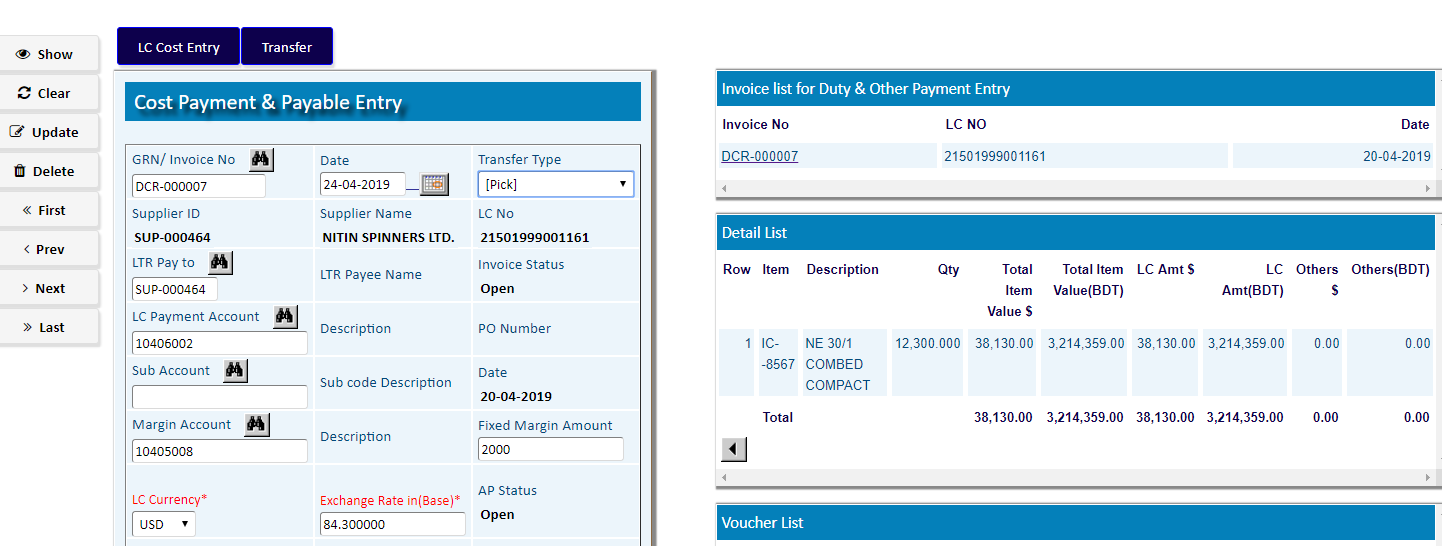 Show
Clear
Update
Delete
« First
‹ Prev
› Next
» Last
LC Cost Entry
Transfer
Cost Payment & Payable Entry
GRN/ Invoice No
Date
Transfer Type
DCR-000007
24-04-2019
[Pick]
Supplier ID
Supplier Name
LC No
SUP-000464
NITIN SPINNERS LTD.
21501999001161
LTR Pay to
LTR Payee Name
Invoice Status
SUP-000464
Open
LC Payment Account
Description
PO Number
10406002
Sub Account
Sub code Description
Date
20-04-2019
Margin Account
Description
Fixed Margin Amount
10405008
2000
LC Currency*
Exchange Rate in(Base)*
AP Status
USD
84.300000
Open
Invoice list for Duty & Other Payment Entry
Invoice No LC NO Date
DCR-000007 21501999001161 20-04-2019
Detail List
Row Item Description Qty Total Total Item LC Amt $ LC Others Others(BDT)
Item Value(BDT) Amt(BDT) $
Value $
1 IC- NE 30/1 12,300.000 38,130.00 3,214,359.00 38,130.00 3,214,359.00 0.00 0.00
-8567 COMBED
COMPACT
Total 38,130.00 3,214,359.00 38,130.00 3,214,359.00 0.00 0.00
Voucher List